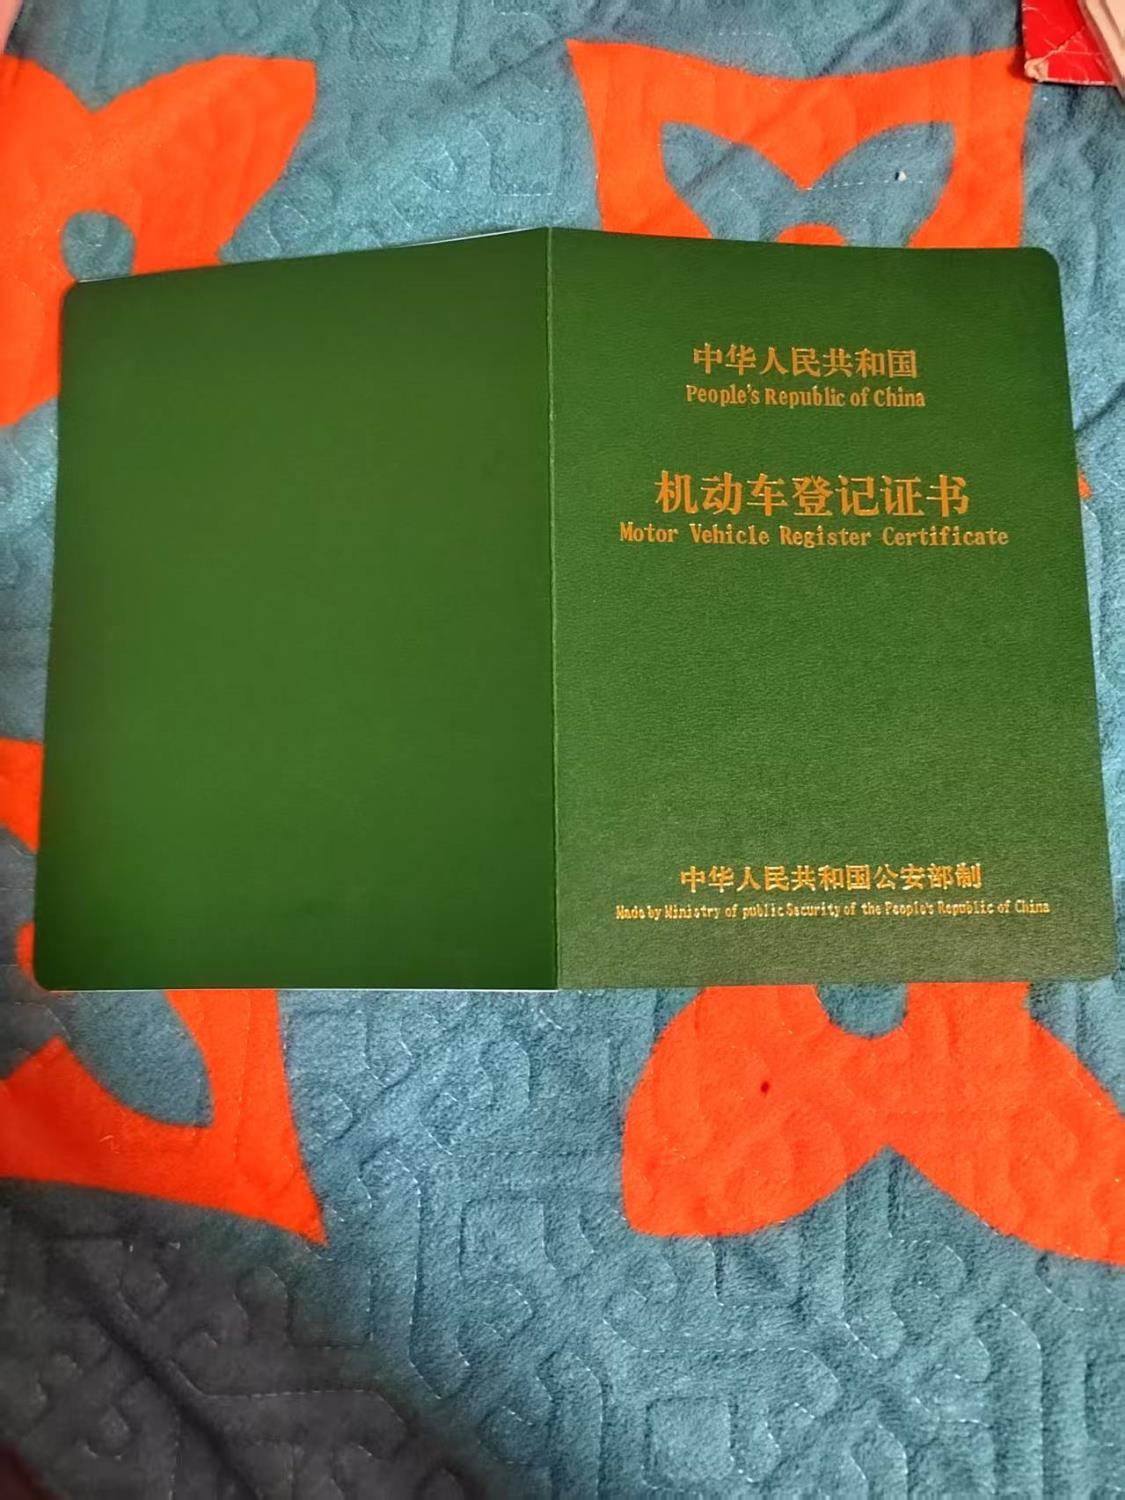 中华人民共和国
People's Republic of China
机动车登记证书
Motor Vehicle Register Certificate
中华人民共和国公安部制
Made by Ministry of public Security of the People's Republic of China